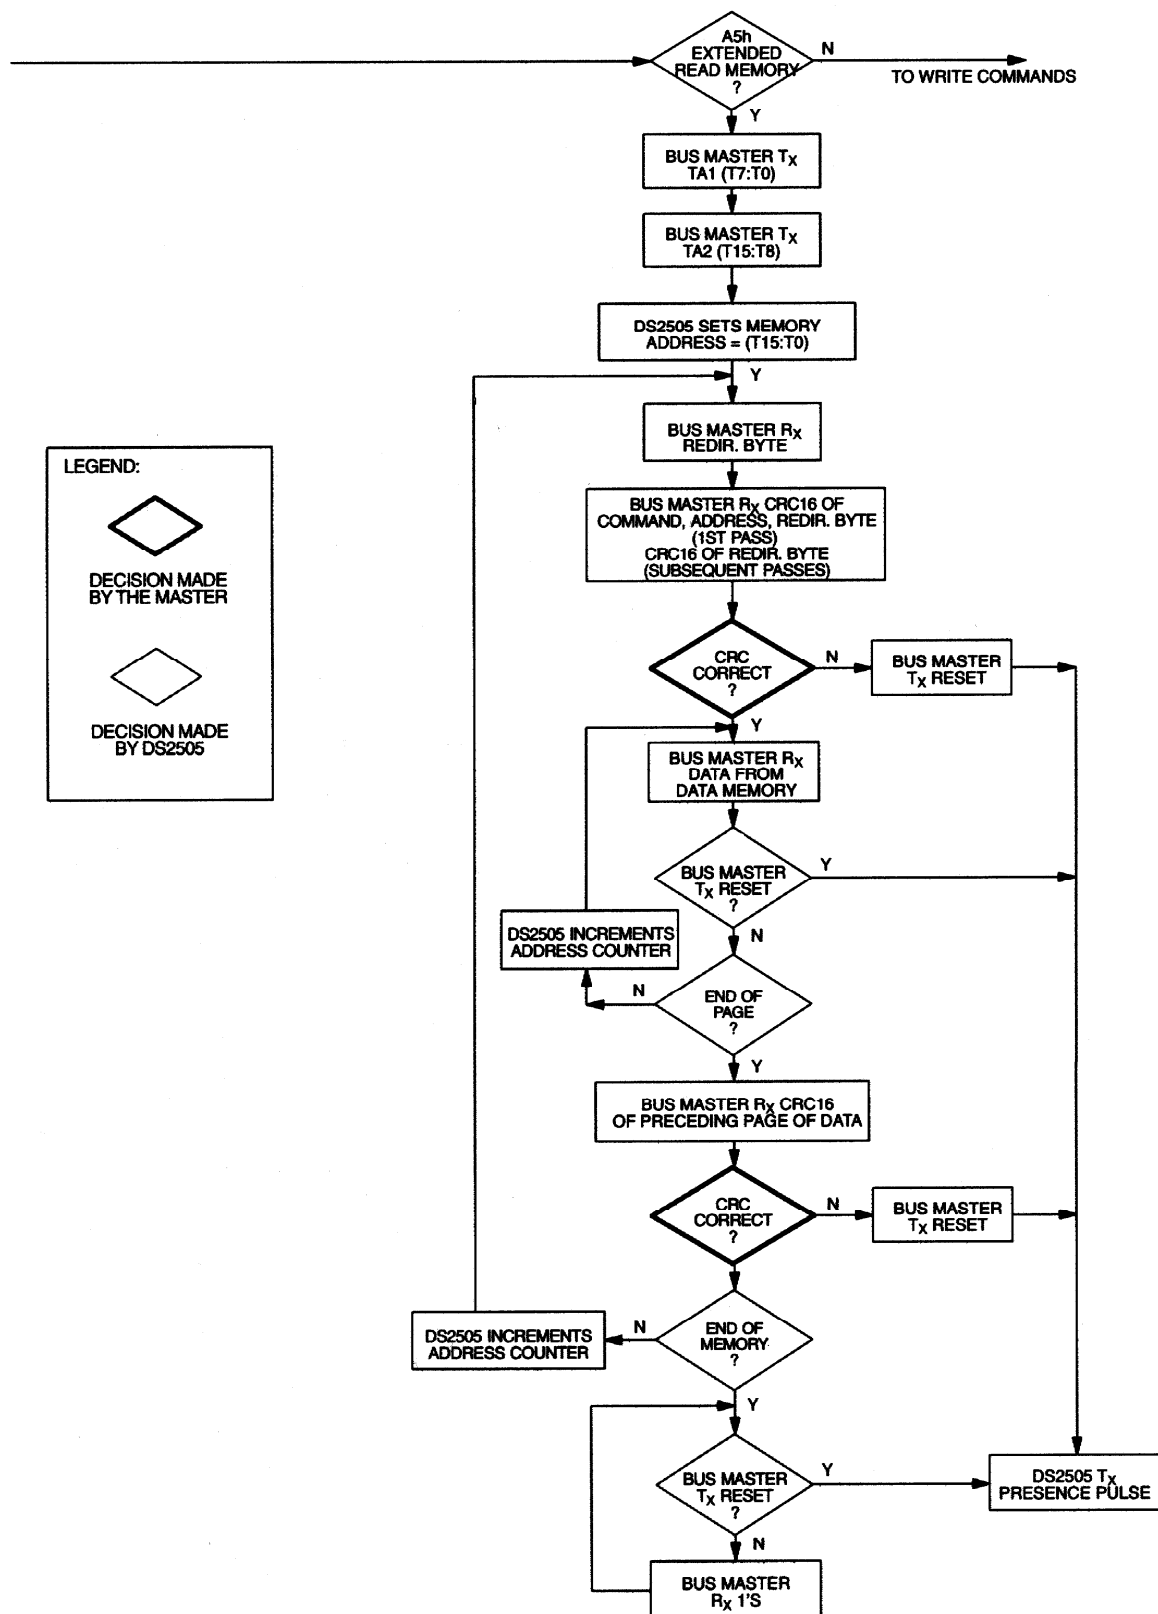 A5h
EXTENDED
READ MEMORY
?
N
TO WRITE COMMANDS
Y
BUS MASTER TX
TA1 (T7:T0)
BUS MASTER TX
TA2 (T15:T8)
DS2505 SETS MEMORY
ADDRESS = (T15:T0)
Y
BUS MASTER RX
REDIR. BYTE
LEGEND:
DECISION MADE
BY THE MASTER
DECISION MADE
BY DS2505
BUS MASTER RX CRC16 OF
COMMAND, ADDRESS, REDIR. BYTE
(1ST PASS)
CRC16 OF REDIR. BYTE
(SUBSEQUENT PASSES)
CRC
CORRECT
?
N
BUS MASTER
TX RESET
Y
BUS MASTER RX
DATA FROM
DATA MEMORY
BUS MASTER
TX RESET
?
Y
N
DS2505 INCREMENTS
ADDRESS COUNTER
END OF
PAGE
?
N
Y
BUS MASTER RX CRC16
OF PRECEDING PAGE OF DATA
CRC
CORRECT
?
N
BUS MASTER
TX RESET
END OF
MEMORY
?
N
DS2505 INCREMENTS
ADDRESS COUNTER
Y
BUS MASTER
TX RESET
?
Y
DS2505 TX
PRESENCE PULSE
N
BUS MASTER
RX 1'S